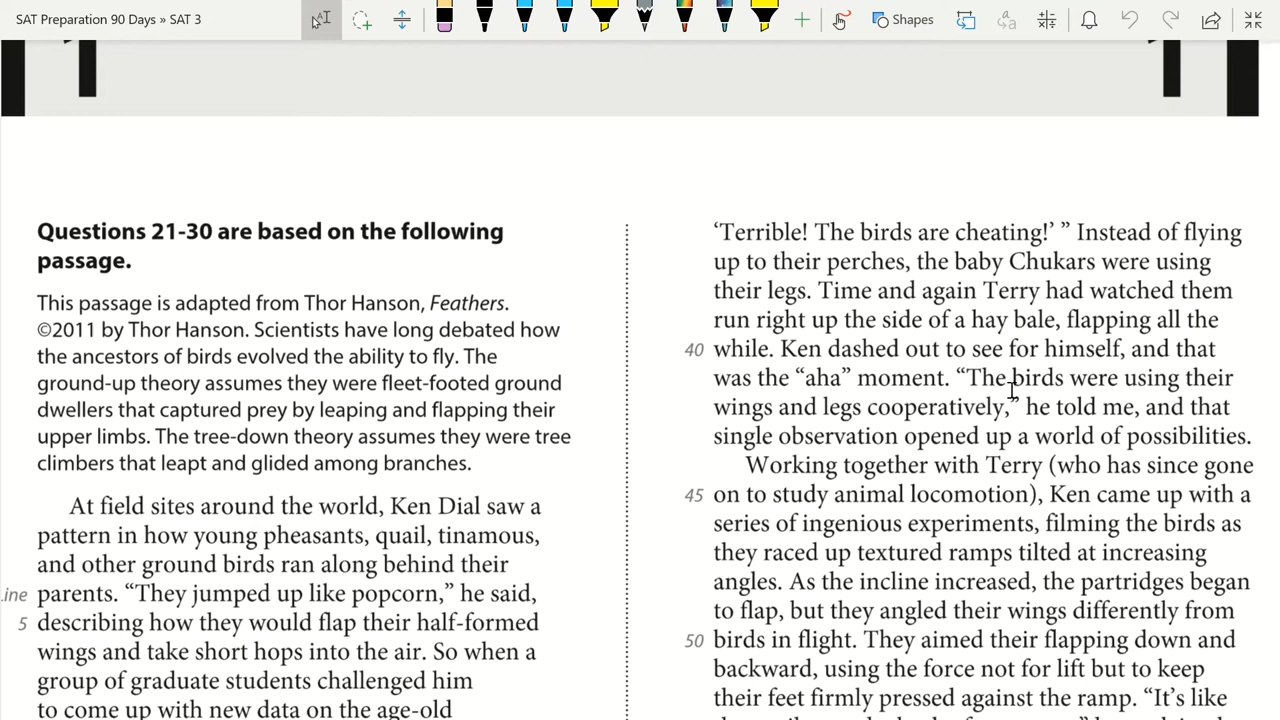 SAT Preparation 90 Days » SAT 3
Shapes
1
1
Questions 21-30 are based on the following
passage.
This passage is adapted from Thor Hanson, Feathers.
©2011 by Thor Hanson. Scientists have long debated how
the ancestors of birds evolved the ability to fly. The
ground-up theory assumes they were fleet-footed ground
dwellers that captured prey by leaping and flapping their
upper limbs. The tree-down theory assumes they were tree
climbers that leapt and glided among branches.
At field sites around the world, Ken Dial saw a
pattern in how young pheasants, quail, tinamous,
and other ground birds ran along behind their
ine parents. “They jumped up like popcorn,” he said,
5 describing how they would flap their half-formed
wings and take short hops into the air. So when a
group of graduate students challenged him
to come up with new data on the age-old
‘Terrible! The birds are cheating!’ ” Instead of flying
up to their perches, the baby Chukars were using
their legs. Time and again Terry had watched them
run right up the side of a hay bale, flapping all the
40 while. Ken dashed out to see for himself, and that
was the “aha” moment. “The birds were using their
wings and legs cooperatively,” he told me, and that
single observation opened up a world of possibilities.
Working together with Terry (who has since gone
45 on to study animal locomotion), Ken came up with a
series of ingenious experiments, filming the birds as
they raced up textured ramps tilted at increasing
angles. As the incline increased, the partridges began
to flap, but they angled their wings differently from
50 birds in flight. They aimed their flapping down and
backward, using the force not for lift but to keep
their feet firmly pressed against the ramp. “It’s like